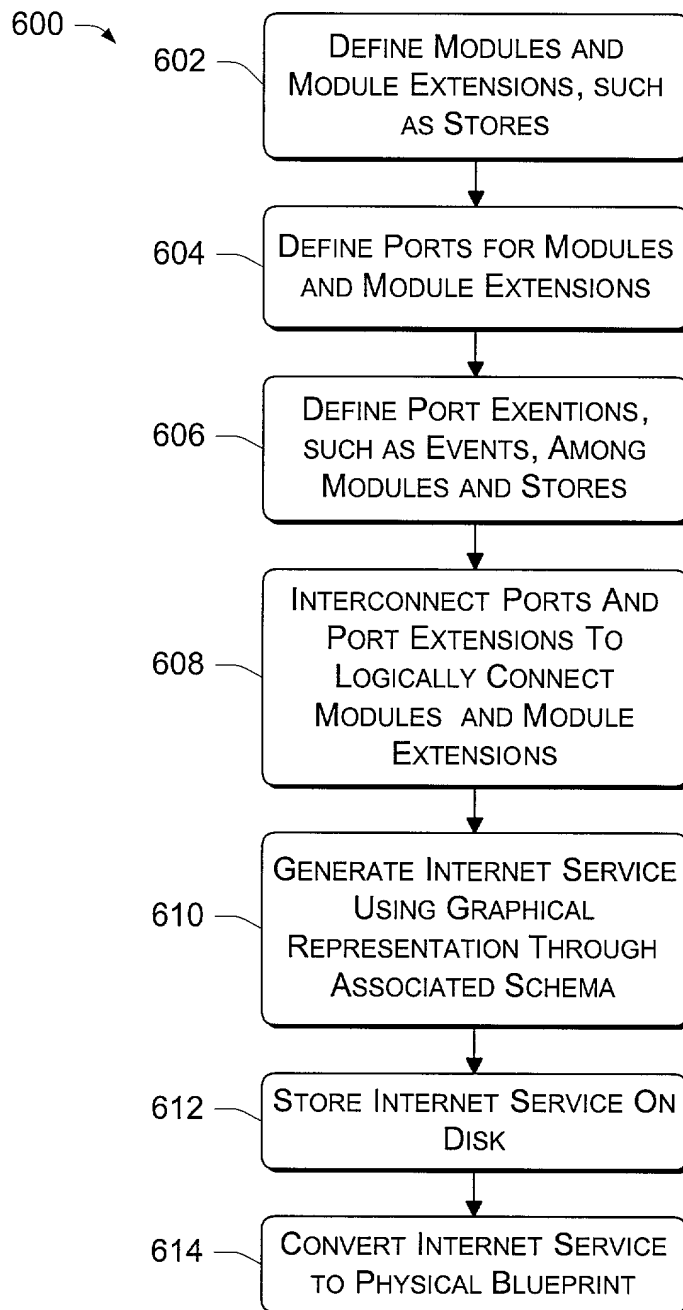 600
602
DEFINE MODULES AND
MODULE EXTENSIONS, SUCH
AS STORES
604
DEFINE PORTS FOR MODULES
AND MODULE EXTENSIONS
606
DEFINE PORT EXENTIONS,
SUCH AS EVENTS, AMONG
MODULES AND STORES
608
INTERCONNECT PORTS AND
PORT EXTENSIONS TO
LOGICALLY CONNECT
MODULES AND MODULE
EXTENSIONS
610
GENERATE INTERNET SERVICE
USING GRAPHICAL
REPRESENTATION THROUGH
ASSOCIATED SCHEMA
612
STORE INTERNET SERVICE ON
DISK
614
CONVERT INTERNET SERVICE
TO PHYSICAL BLUEPRINT